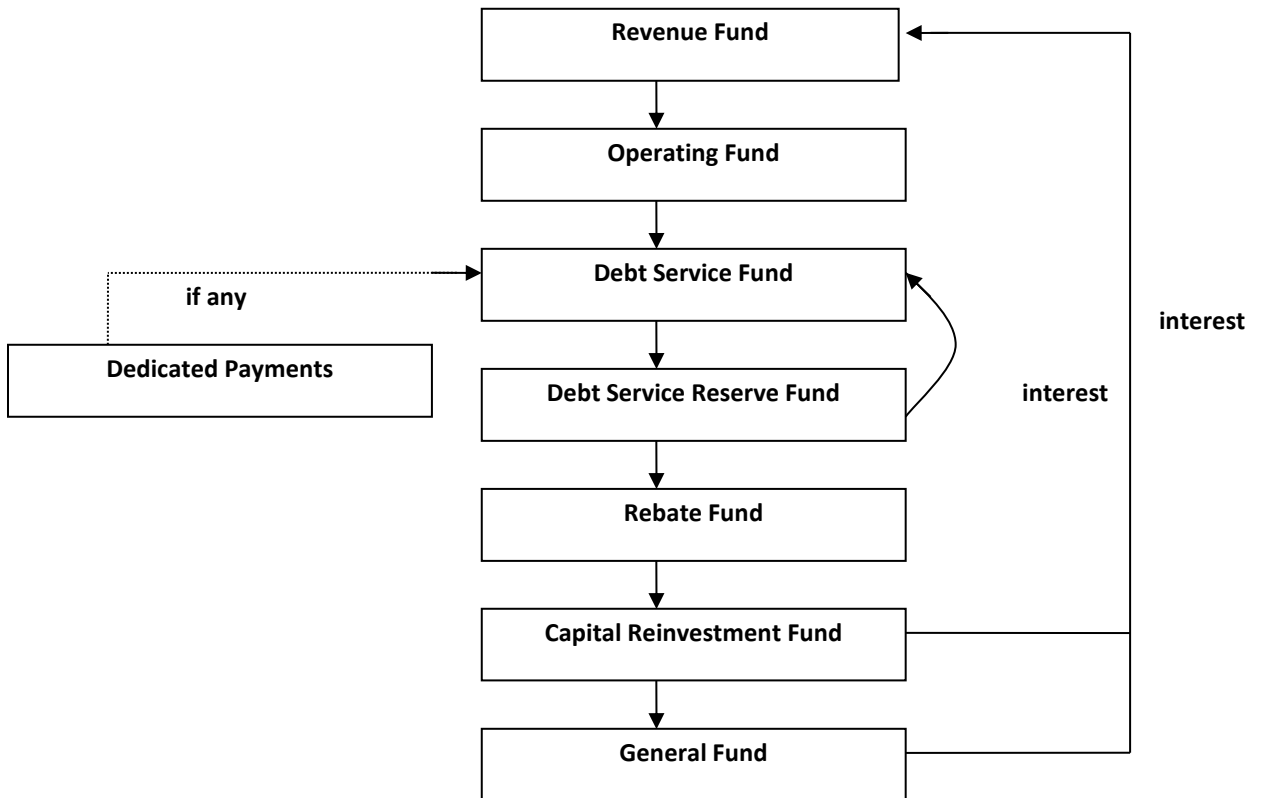 Revenue Fund
Operating Fund
Debt Service Fund
if any
interest
Dedicated Payments
Debt Service Reserve Fund
interest
Rebate Fund
Capital Reinvestment Fund
General Fund